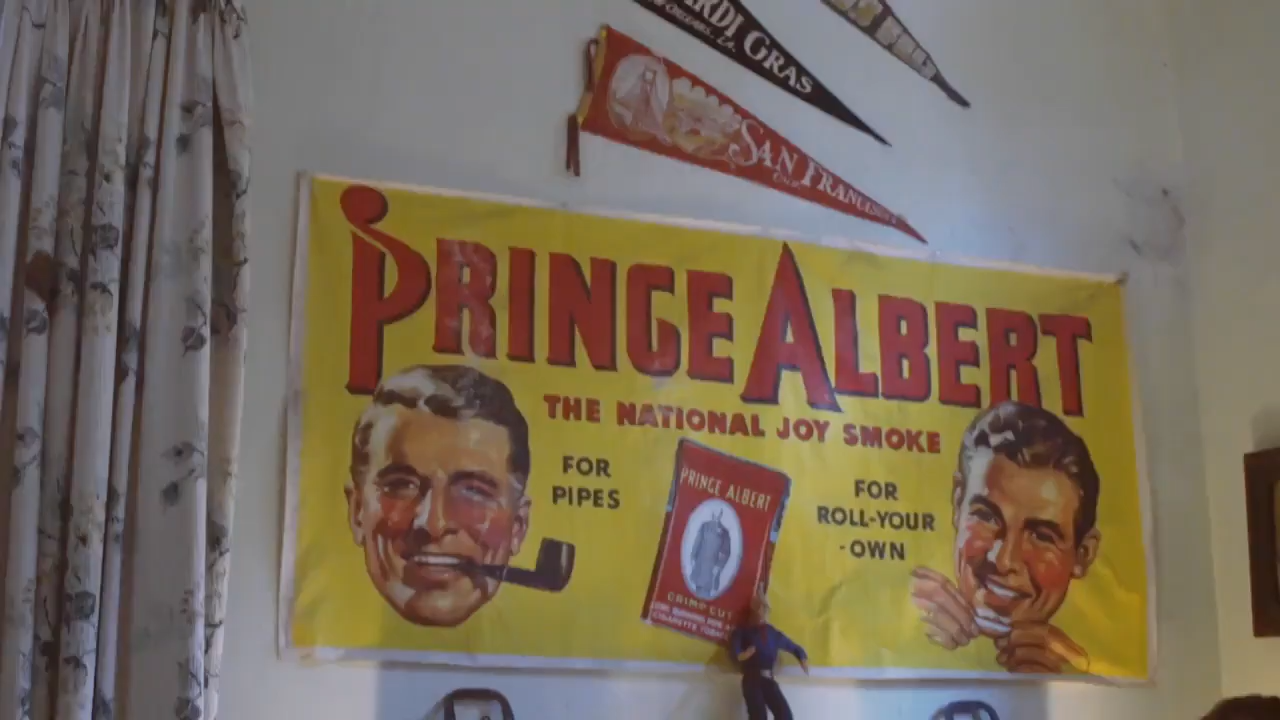 GRAS
SAN FRANCISCO
PRINCE ALBERT
THE NATIONAL JOY SMOKE
FOR
PIPES
PRINCE ALBERT
CRIMP CUT
FOR
ROLL-YOUR
-OWN